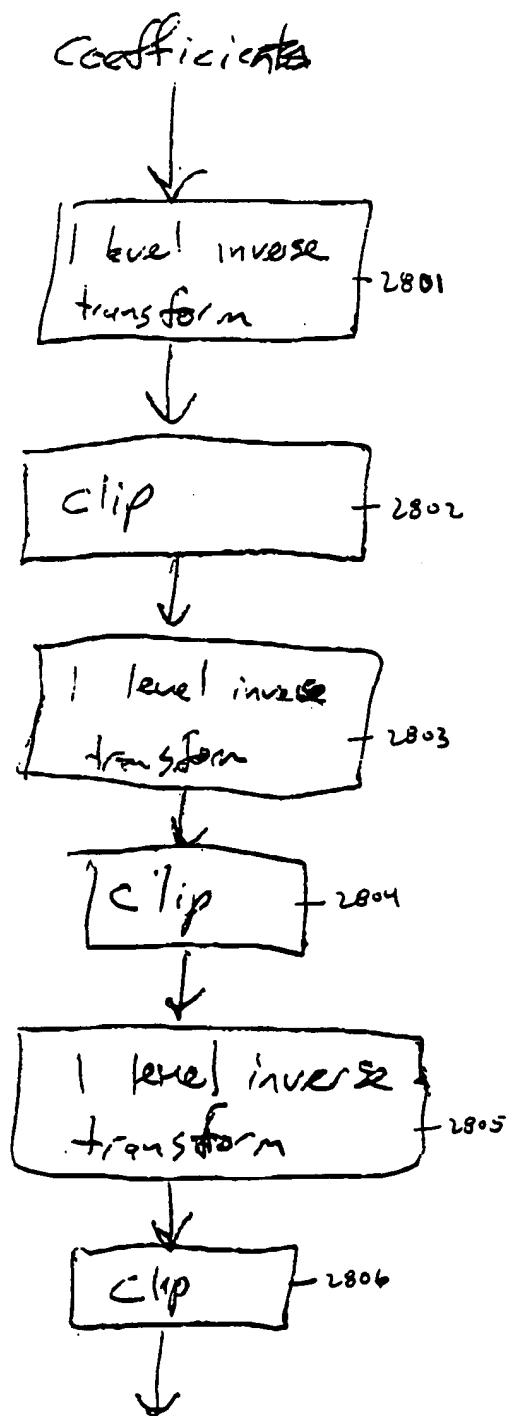 Coefficients
1 level inverse
transform
2801
clip
2802
1 level inverse
transform
2803
Clip
2804
1 level inverse
transform
2805
Clip
2806